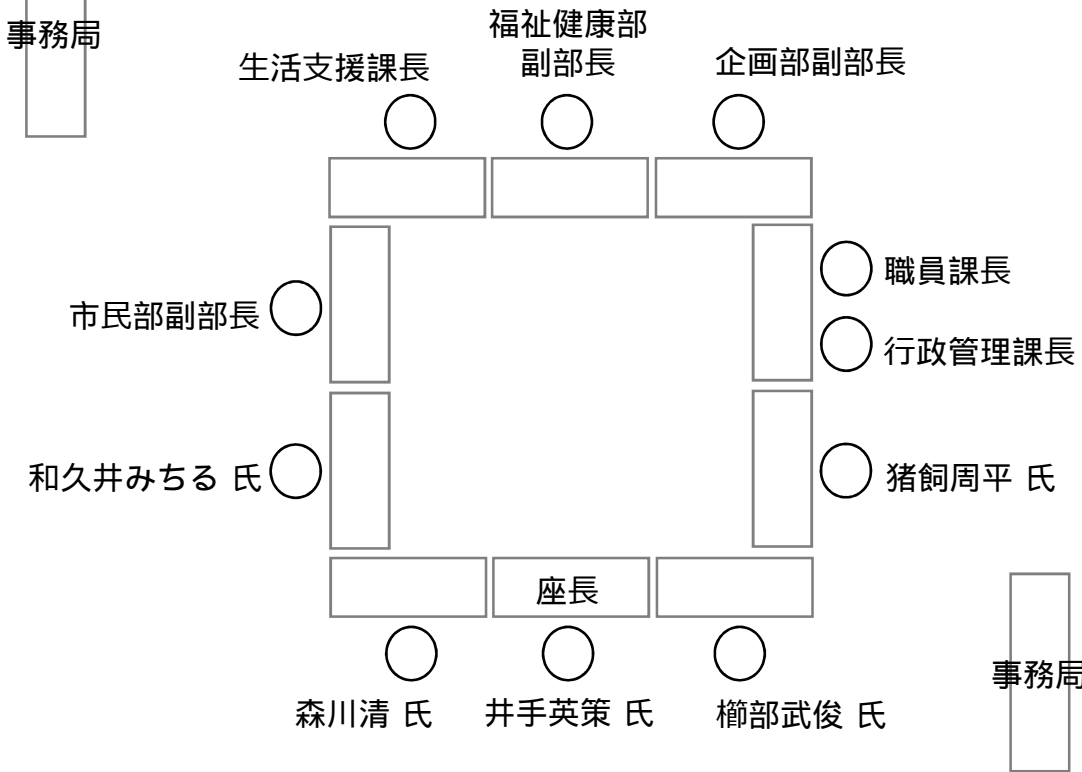 事務局
福祉健康部
副部長
生活支援課長
企画部副部長
職員課長
市民部副部長
行政管理課長
和久井みちる 氏
猪飼周平 氏
座長
事務局
森川清 氏
井手英策 氏
櫛部武俊 氏